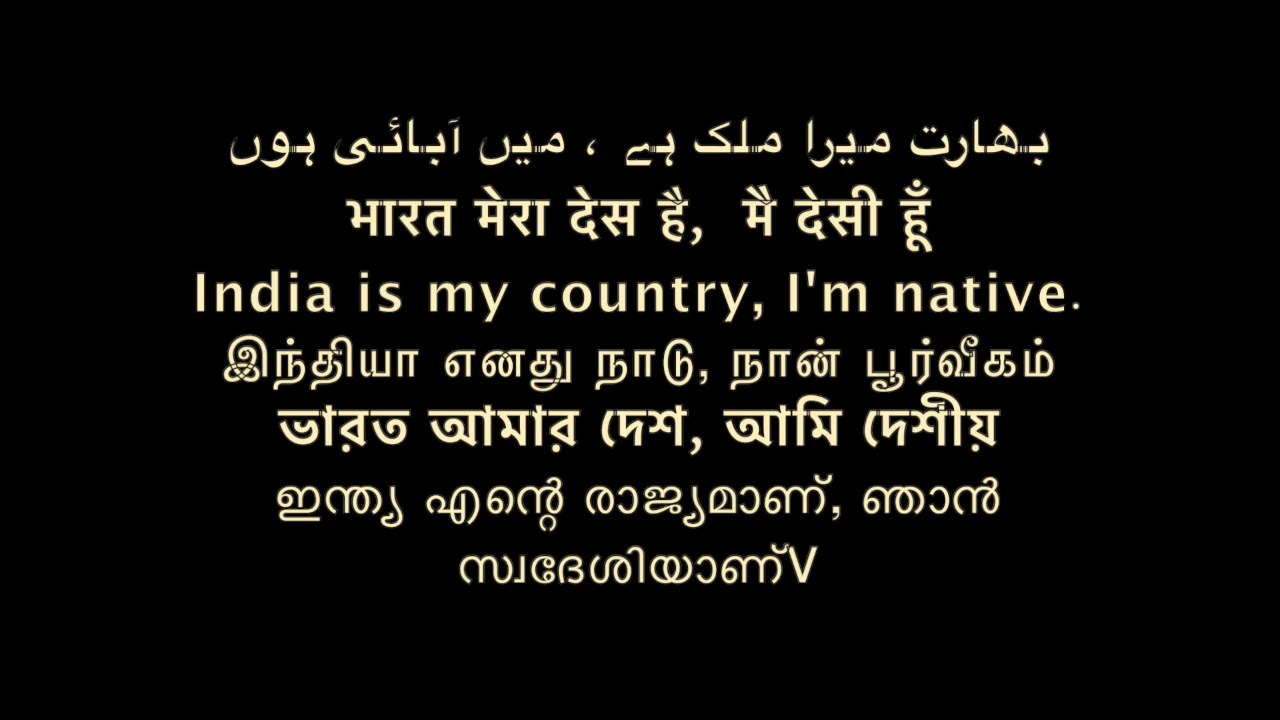 بھارت میرا ملک ہے ، میں آبائی ہوں
भारत मेरा देस है, मै देसी हूँ
India is my country, I'm native.
இந்தியா எனது நாடு, நான் பூர்வீகம்
ভারত আমার দেশ, আমি দেশীয়
ഇന്ത്യ എന്റെ രാജ്യമാണ്, ഞാൻ
സ്വദേശിയാണ്V